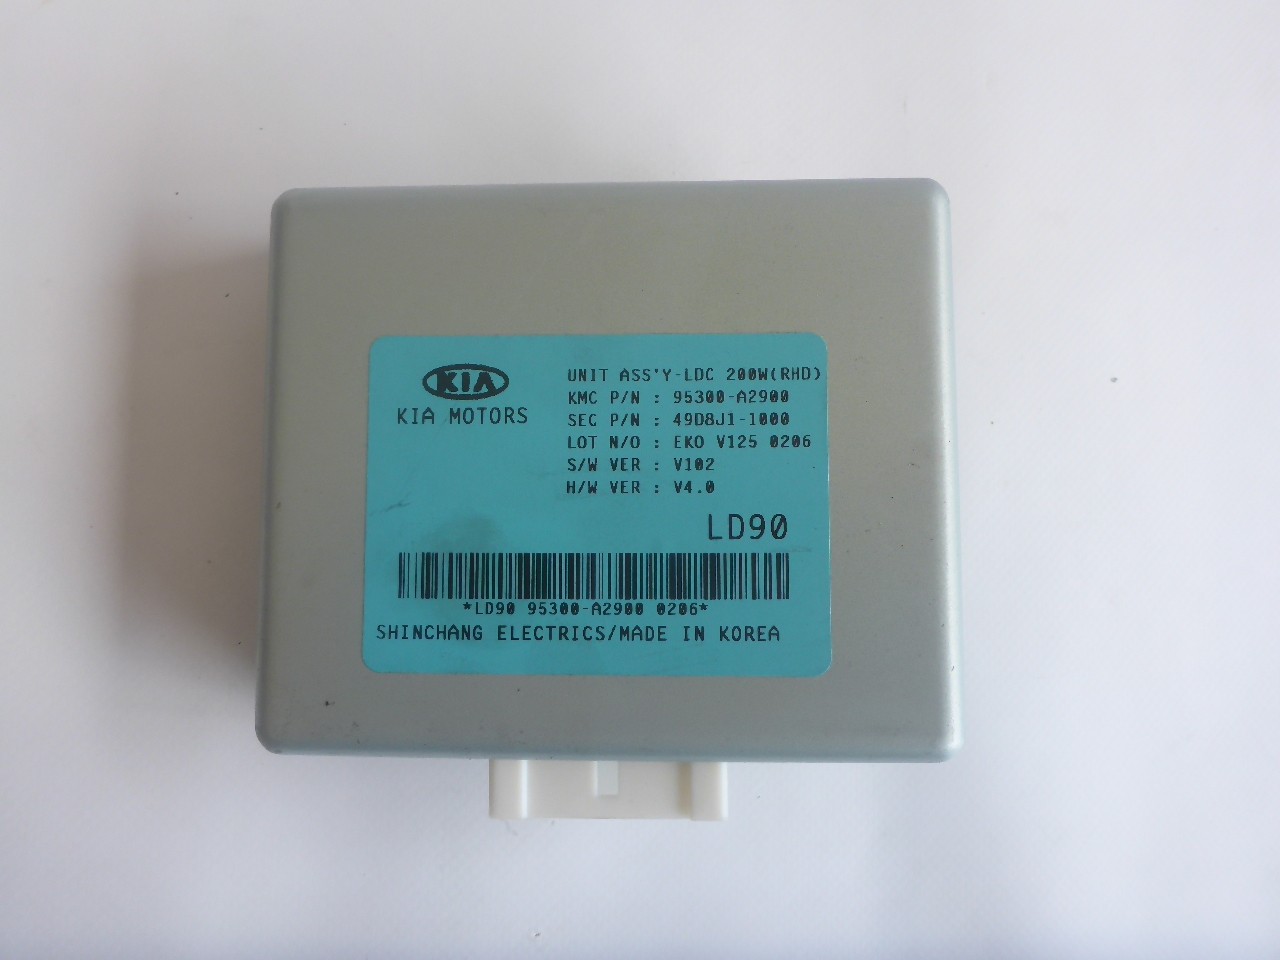 KIA
KIA MOTORS
UNIT ASS'Y-LDC 200W(RHD)
KMC P/N : 95300-A2900
SEC P/N : 49D8J1-1000
LOT N/O : EKO V125 0206
S/W VER : V102
H/W VER : V4.0
LD90
*LD90 95300-A2900 0206*
SHINCHANG ELECTRICS/MADE IN KOREA